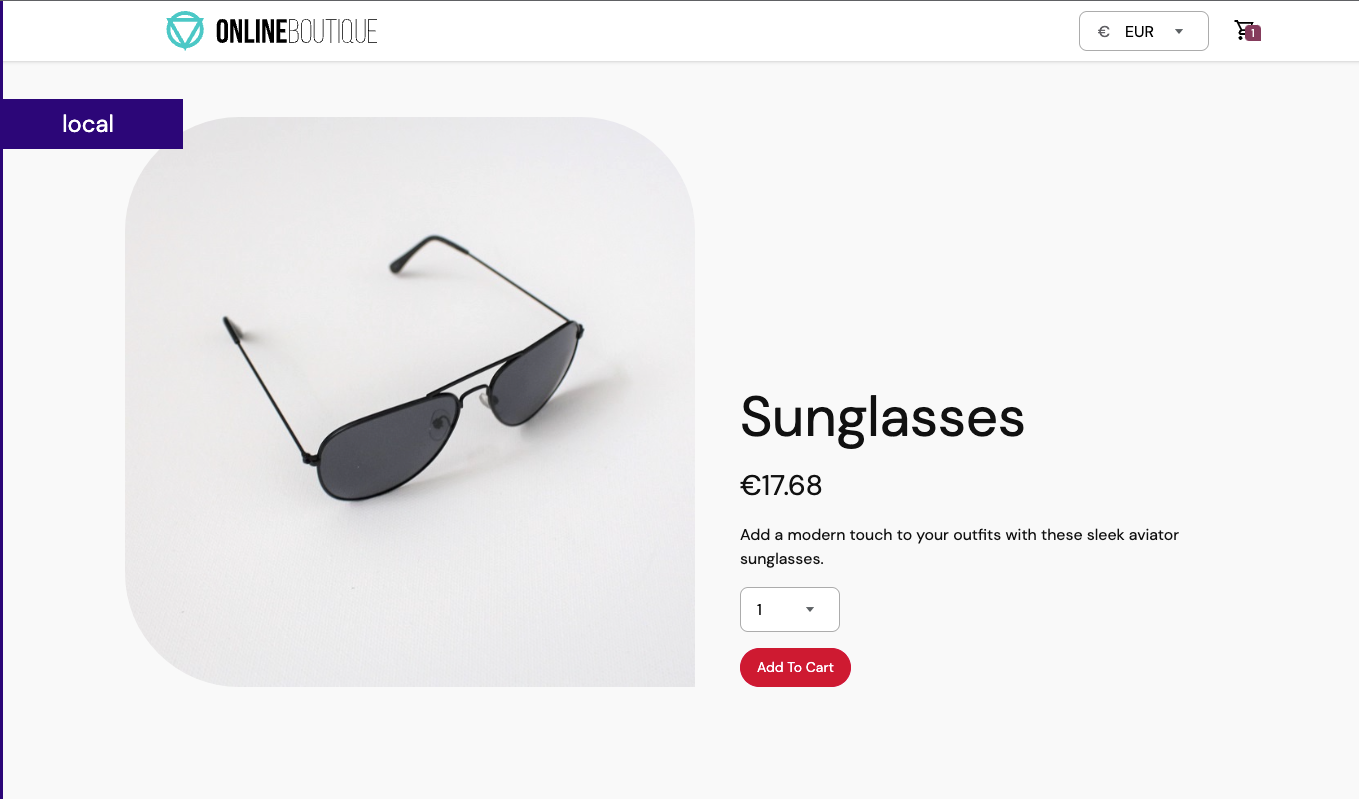 ONLINEBOUTIQUE
€ EUR
1
local
Sunglasses
€17.68
Add a modern touch to your outfits with these sleek aviator
sunglasses.
1
Add To Cart